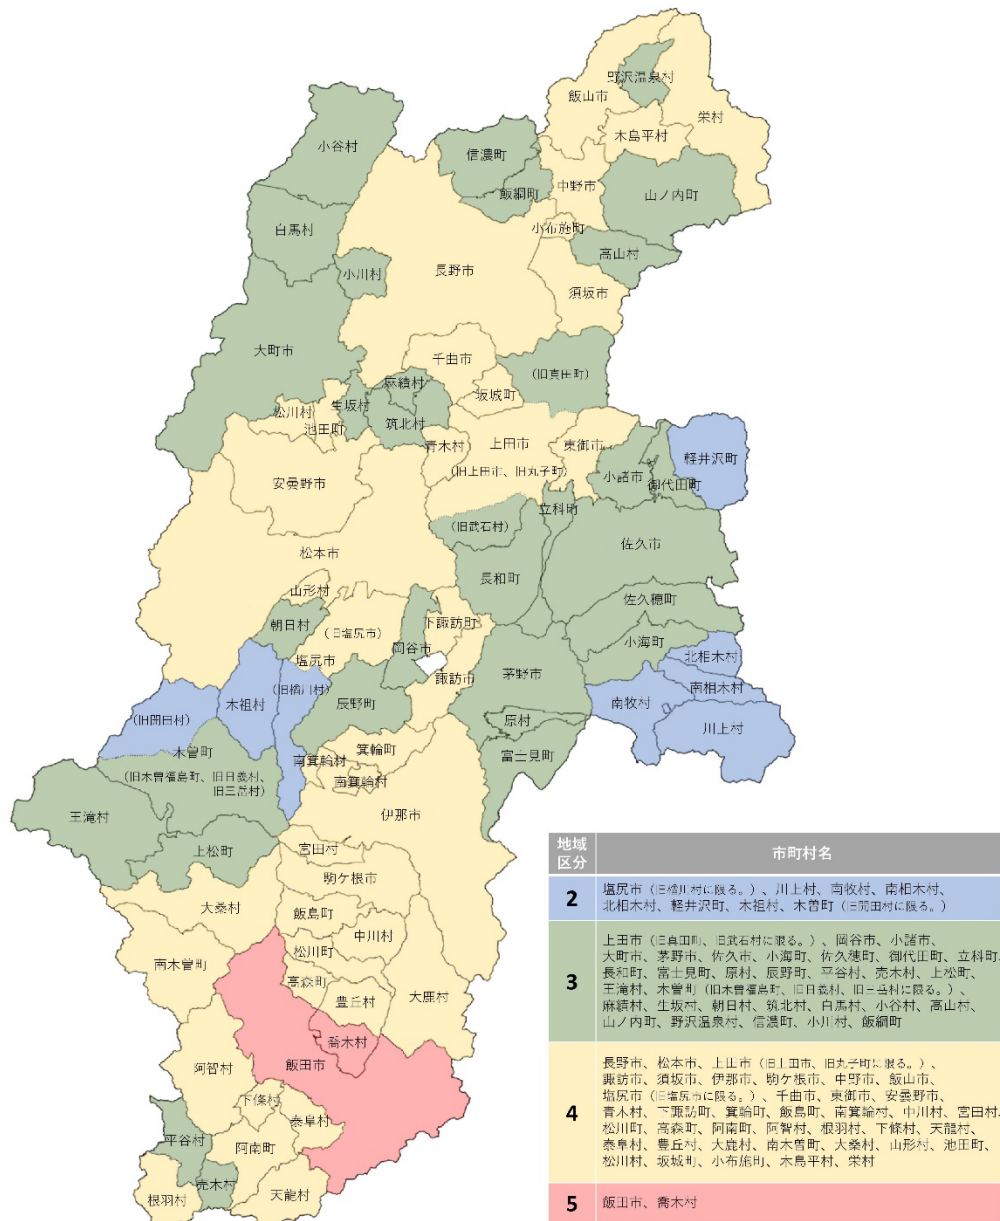 野沢温泉村
飯山市
栄村
木島平村
小谷村
信濃町
飯綱町
中野市
山ノ内町
白馬村
小布施町
高山村
小川村
長野市
須坂市
大町市
千曲市
(旧真田町)
麻績村
坂城町
生坂村
松川村
筑北村
池田町
青木村
上田市
東御市
軽井沢町
(旧上田市、旧丸子町)
小諸市
御代田町
安曇野市
立科町
(旧武石村)
佐久市
松本市
長和町
山形村
佐久穂町
朝日村
(旧塩尻市)
下諏訪町
小海町
岡谷市
塩尻市
北相木村
諏訪市
茅野市
南相木村
木祖村
(旧楢川村)
辰野町
南牧村
(旧開田村)
原村
川上村
木曽町
箕輪町
富士見町
南箕輪村
(旧木曽福島町、旧日義村、
旧三岳村)
南箕輪村
王滝村
伊那市
上松町
宮田村
駒ケ根市
大桑村
飯島町
中川村
松川町
南木曽町
高森町
大鹿村
豊丘村
喬木村
飯田市
阿智村
下條村
泰阜村
平谷村
阿南町
売木村
天龍村
根羽村
地域
区分
市町村名
2
塩尻市(旧楢川村に限る。)、川上村、南牧村、南相木村、
北相木村、軽井沢町、木祖村、木曽町(旧開田村に限る。)
3
上田市(旧真田町、旧武石村に限る。)、岡谷市、小諸市、
大町市、茅野市、佐久市、小海町、佐久穂町、御代田町、立科町、
長和町、富士見町、原村、辰野町、平谷村、売木村、上松町、
王滝村、木曽町(旧木曽福島町、旧日義村、旧三岳村に限る。)、
麻績村、生坂村、朝日村、筑北村、白馬村、小谷村、高山村、
山ノ内町、野沢温泉村、信濃町、小川村、飯綱町
4
長野市、松本市、上田市(旧上田市、旧丸子町に限る。)、
諏訪市、須坂市、伊那市、駒ケ根市、中野市、飯山市、
塩尻市(旧塩尻市に限る。)、千曲市、東御市、安曇野市、
青木村、下諏訪町、箕輪町、飯島町、南箕輪村、中川村、宮田村、
松川町、高森町、阿南町、阿智村、根羽村、下條村、天龍村、
泰阜村、豊丘村、大鹿村、南木曽町、大桑村、山形村、池田町、
松川村、坂城町、小布施町、木島平村、栄村
5
飯田市、喬木村